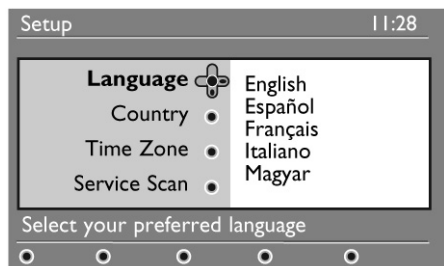 Setup 11:28
Language
Country
Time Zone
Service Scan
English
Español
Français
Italiano
Magyar
Select your preferred language